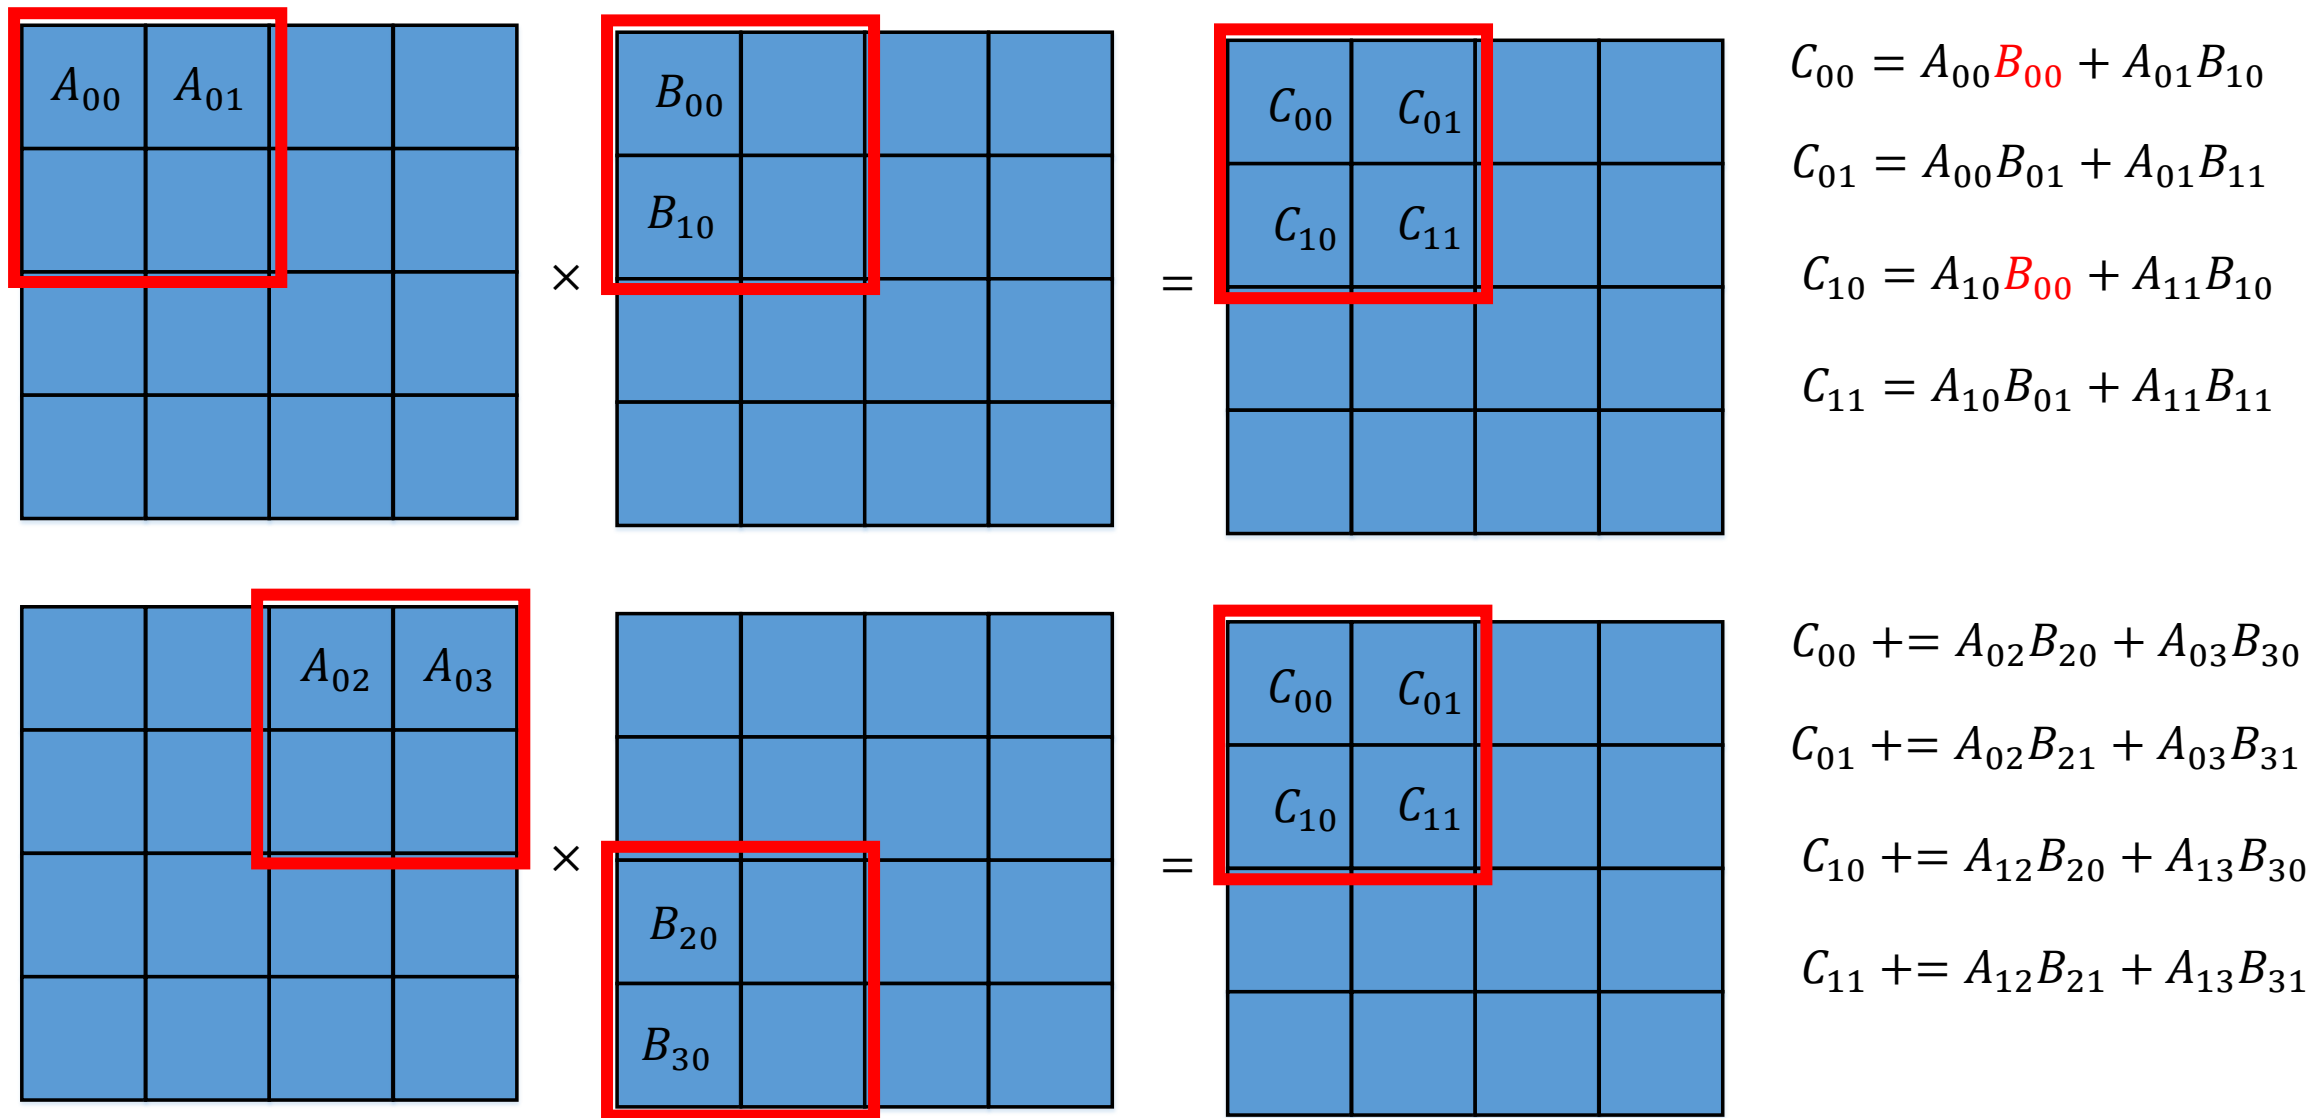 A₀₀ A₀₁
B₀₀
B₁₀
×
C₀₀ C₀₁
C₁₀ C₁₁
=
C₀₀ = A₀₀B₀₀ + A₀₁B₁₀
C₀₁ = A₀₀B₀₁ + A₀₁B₁₁
C₁₀ = A₁₀B₀₀ + A₁₁B₁₀
C₁₁ = A₁₀B₀₁ + A₁₁B₁₁
A₀₂ A₀₃
×
B₂₀
B₃₀
=
C₀₀ C₀₁
C₁₀ C₁₁
C₀₀ += A₀₂B₂₀ + A₀₃B₃₀
C₀₁ += A₀₂B₂₁ + A₀₃B₃₁
C₁₀ += A₁₂B₂₀ + A₁₃B₃₀
C₁₁ += A₁₂B₂₁ + A₁₃B₃₁